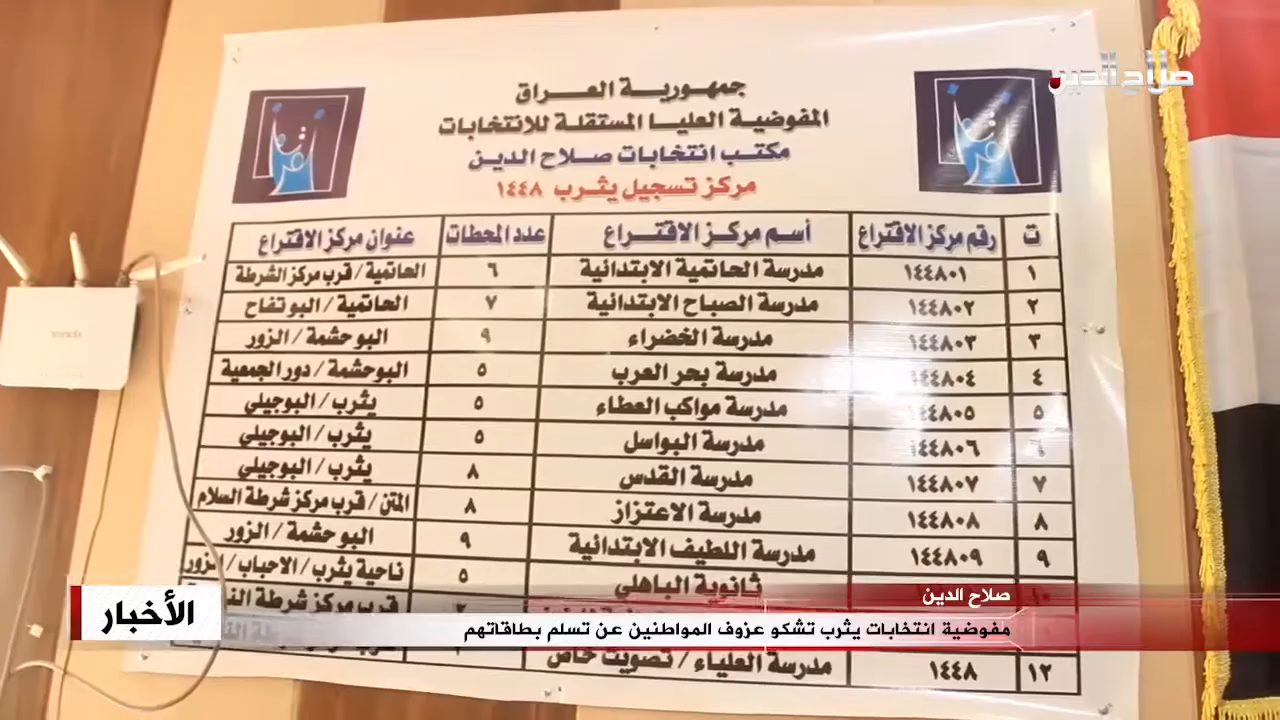 صلاح الدين
جمهورية العراق
المفوضية العليا المستقلة للانتخابات
مكتب انتخابات صلاح الدين
مركز تسجيل يثرب ١٤٤٨
ت رقم مركز الاقتراع أسم مركز الاقتراع عدد المحطات عنوان مركز الاقتراع
١ ١٤٤٨٠١ مدرسة الحاتمية الابتدائية ٦ الحاتمية / قرب مركز الشرطة
٢ ١٤٤٨٠٢ مدرسة الصباح الابتدائية ٧ الحاتمية / البو تفاح
٣ ١٤٤٨٠٣ مدرسة الخضراء ٩ البو حشمة / الزور
٤ ١٤٤٨٠٤ مدرسة بحر العرب ٥ البوحشمة / دور الجمعية
٥ ١٤٤٨٠٥ مدرسة مواكب العطاء ٥ يثرب / البوجيلي
٦ ١٤٤٨٠٦ مدرسة البواسل ٥ يثرب / البوجيلي
٧ ١٤٤٨٠٧ مدرسة القدس ٨ يثرب / البوجيلي
٨ ١٤٤٨٠٨ مدرسة الاعتزاز ٨ المتن / قرب مركز شرطة السلام
٩ ١٤٤٨٠٩ مدرسة اللطيف الابتدائية ٩ البو حشمة / الزور
ثانوية الباهلي ٥ ناحية يثرب / الاحباب / الزور
٢ قرب مركز شرطة
١٢ ١٤٤٨ مدرسة العلياء / تصويت خاص
صلاح الدين
الأخبار
مفوضية انتخابات يثرب تشكو عزوف المواطنين عن تسلم بطاقاتهم